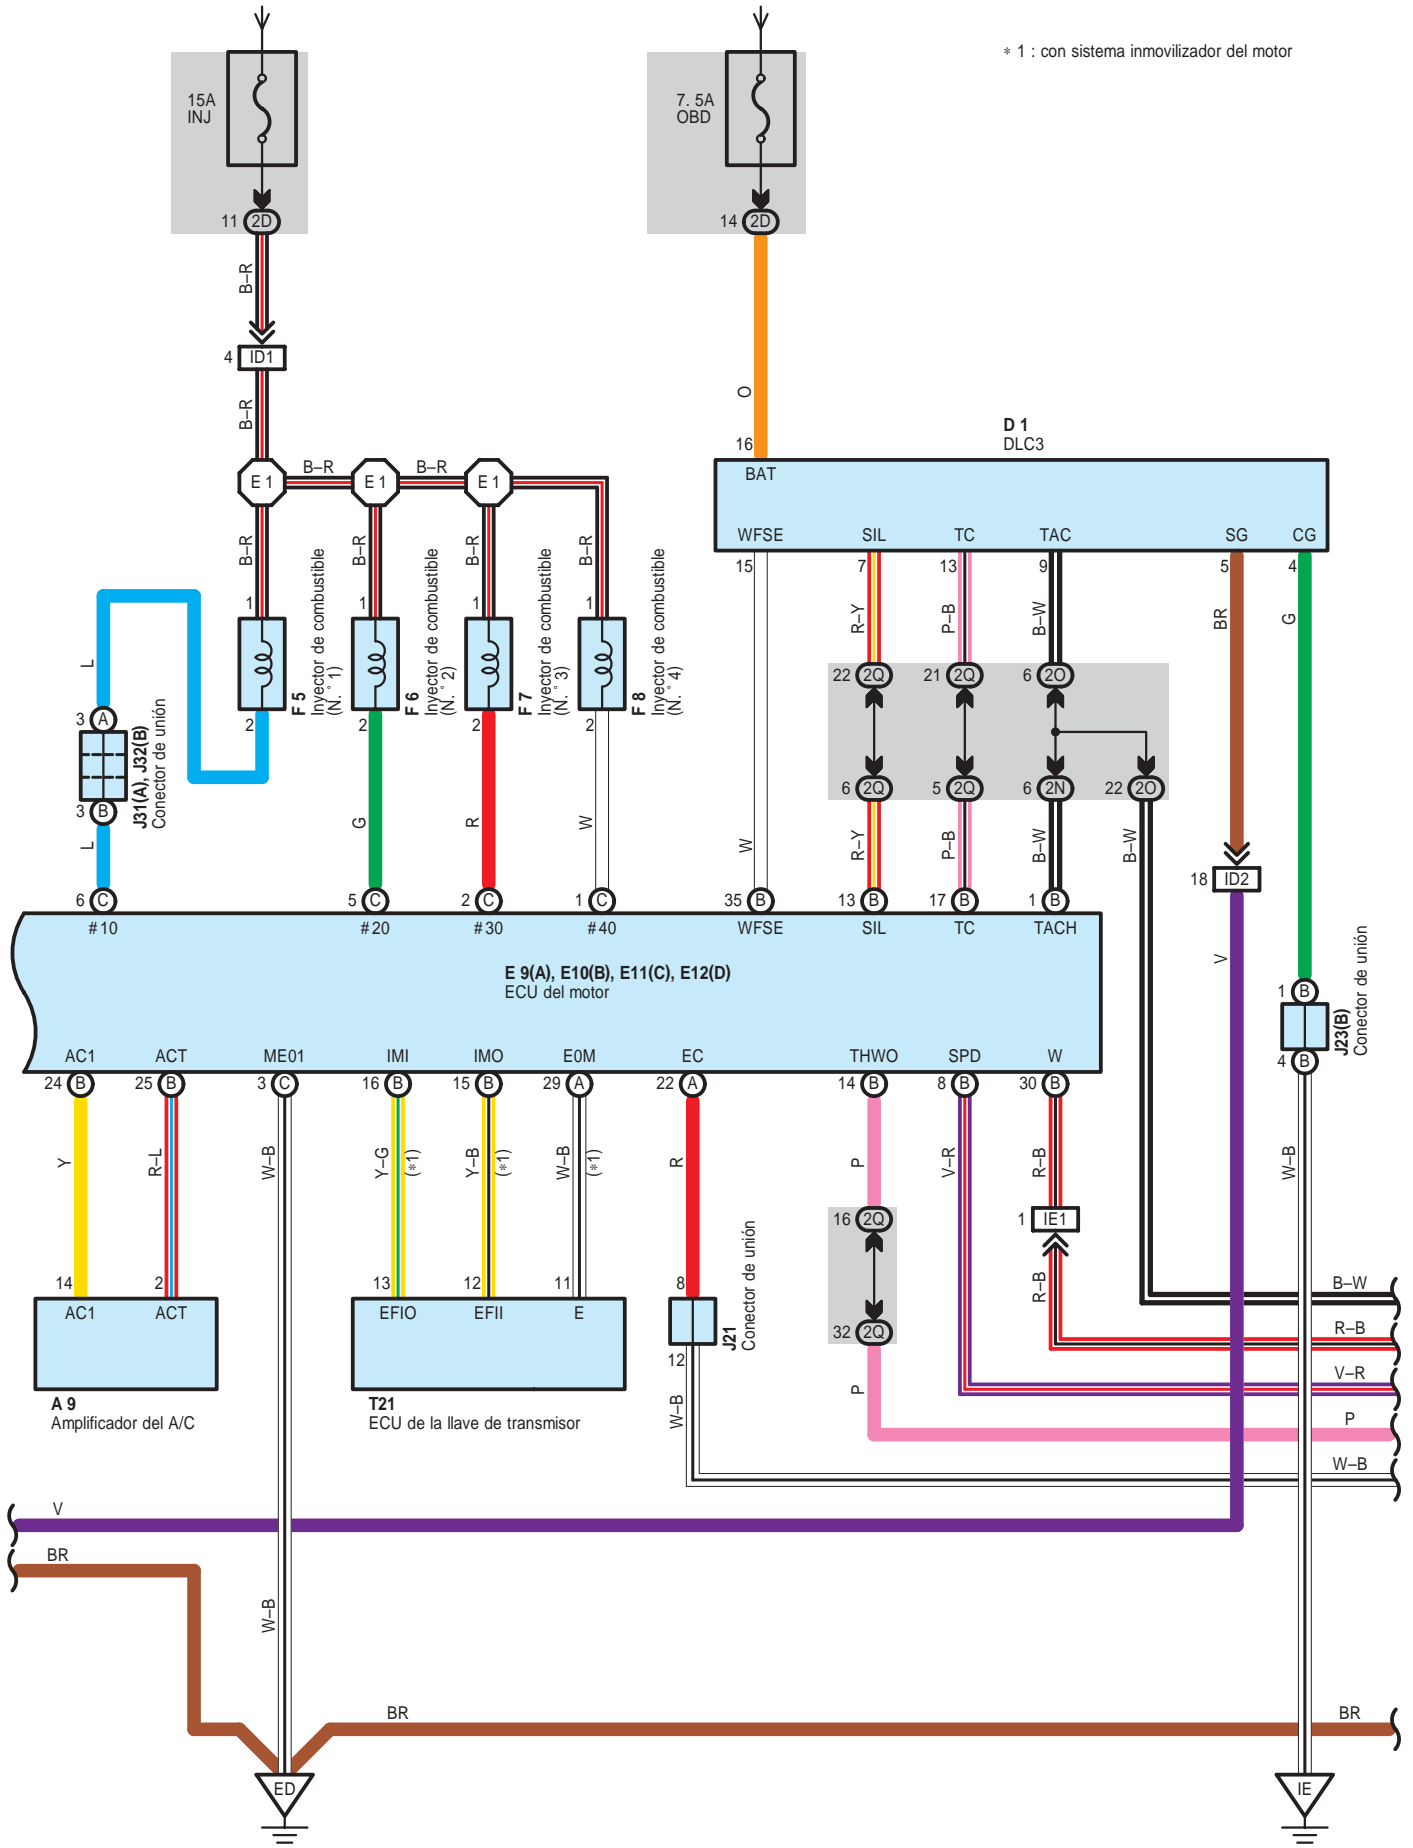 ∗ 1 : con sistema inmovilizador del motor
15A
INJ
7. 5A
OBD
11 2D
14 2D
B–R
4 ID1
B–R
O
E 1 B–R E 1 B–R E 1
B–R B–R B–R B–R
1 1 1 1
F 5
Inyector de combustible
(N.˚ 1)
F 6
Inyector de combustible
(N.˚ 2)
F 7
Inyector de combustible
(N.˚ 3)
F 8
Inyector de combustible
(N.˚ 4)
2 2 2 2
D 1
DLC3
16
BAT
WFSE SIL TC TAC SG CG
15 7 13 9 5 4
R–Y P–B B–W BR G
L
3 A
J31(A), J32(B)
Conector de unión
3 B
L
G R W W
22 2Q 21 2Q 6 2O
6 2Q 5 2Q 6 2N 22 2O
R–Y P–B B–W B–W
18 ID2
V
6 C 5 C 2 C 1 C 35 B 13 B 17 B 1 B
#10 #20 #30 #40 WFSE SIL TC TACH
E 9(A), E10(B), E11(C), E12(D)
ECU del motor
1 B
J23(B)
Conector de unión
4 B
AC1 ACT ME01 IMI IMO E0M EC THWO SPD W
24 B 25 B 3 C 16 B 15 B 29 A 22 A 14 B 8 B 30 B
Y R–L W–B Y–G (∗1) Y–B (∗1) W–B (∗1) R P V–R R–B W–B
16 2Q 1 IE1
R–B
14 2 13 12 11 8
AC1 ACT EFIO EFII E
J21
Conector de unión
32 2Q
12
W–B P
A 9
Amplificador del A/C
T21
ECU de la llave de transmisor
B–W
R–B
V–R
P
W–B
V
BR
W–B
BR BR
ED IE